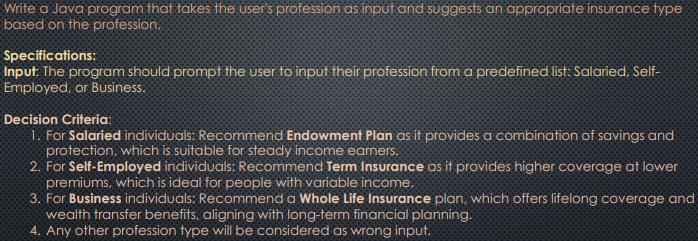 Write a Java program that takes the user's profession as input and suggests an appropriate insurance type
based on the profession.
Specifications:
Input: The program should prompt the user to input their profession from a predefined list: Salaried, Self-
Employed, or Business.
Decision Criteria:
1. For Salaried individuals: Recommend Endowment Plan as it provides a combination of savings and
protection, which is suitable for steady income earners.
2. For Self-Employed individuals: Recommend Term Insurance as it provides higher coverage at lower
premiums, which is ideal for people with variable income.
3. For Business individuals: Recommend a Whole Life Insurance plan, which offers lifelong coverage and
wealth transfer benefits, aligning with long-term financial planning.
4. Any other profession type will be considered as wrong input.